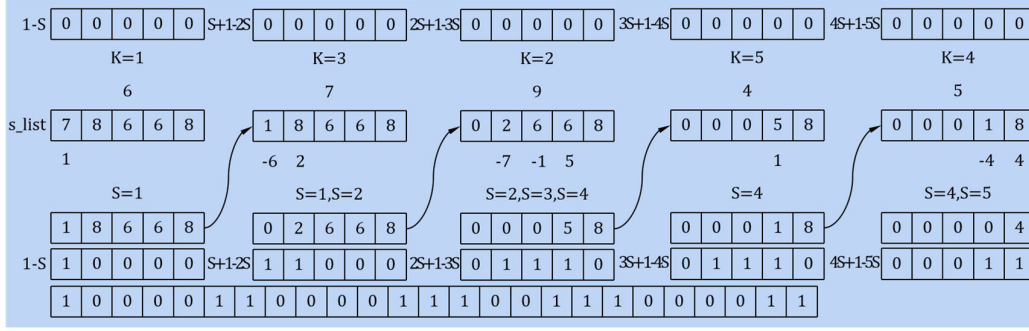 1-S 0 0 0 0 0 S+1-2S 0 0 0 0 0 2S+1-3S 0 0 0 0 0 3S+1-4S 0 0 0 0 0 4S+1-5S 0 0 0 0 0
K=1 K=3 K=2 K=5 K=4
6 7 9 4 5
s_list 7 8 6 6 8 1 8 6 6 8 0 2 6 6 8 0 0 0 5 8 0 0 0 1 8
1 -6 2 -7 -1 5 1 -4 4
S=1 S=1,S=2 S=2,S=3,S=4 S=4 S=4,S=5
1 8 6 6 8 0 2 6 6 8 0 0 0 5 8 0 0 0 1 8 0 0 0 0 4
1-S 1 0 0 0 0 S+1-2S 1 1 0 0 0 2S+1-3S 0 1 1 1 0 3S+1-4S 0 1 1 1 0 4S+1-5S 0 0 0 1 1
1 0 0 0 0 1 1 0 0 0 0 1 1 1 0 0 1 1 1 0 0 0 0 1 1